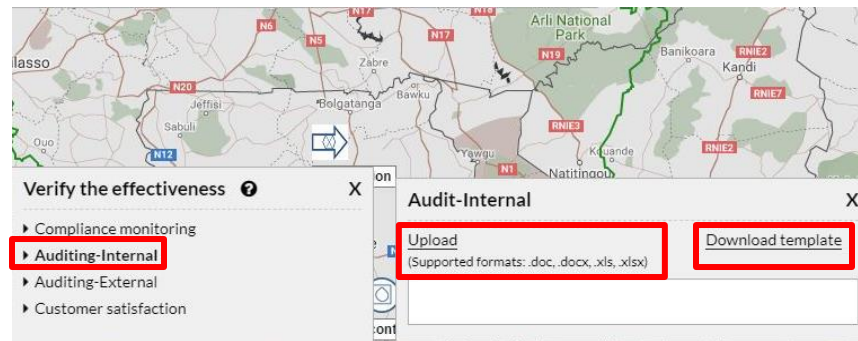 N6
N17
N18
Arli National
Park
N5
N17
N19
Banikoara
RNIE2
Kandi
lasso
Zabre
N20
Jeffisi
Bolgatanga
Bawku
RNIE7
Sabuli
RNIE3
Ouo
N12
Yawgu
Kouande
RNIE2
N1
Natitingou
Verify the effectiveness ? X
on
Audit-Internal X
Compliance monitoring
Auditing-Internal
Upload
Download template
(Supported formats: .doc, .docx, .xls, .xlsx)
Auditing-External
Customer satisfaction
cont